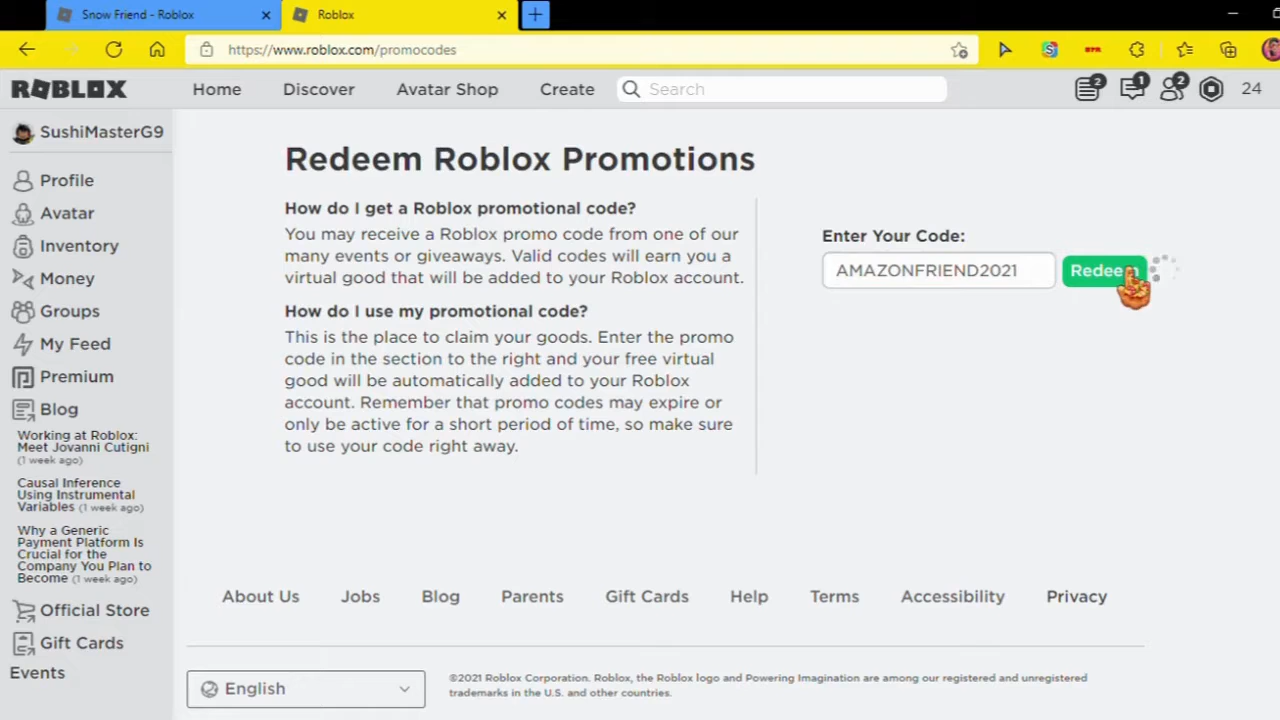 Snow Friend - Roblox
Roblox
https://www.roblox.com/promocodes
ROBLOX
Home
Discover
Avatar Shop
Create
Search
2
1
2
24
SushiMasterG9
Profile
Avatar
Inventory
Money
Groups
My Feed
Premium
Blog
Working at Roblox:
Meet Jovanni Cutigni
(1 week ago)
Causal Inference
Using Instrumental
Variables (1 week ago)
Why a Generic
Payment Platform Is
Crucial for the
Company You Plan to
Become (1 week ago)
Official Store
Gift Cards
Events
Redeem Roblox Promotions
How do I get a Roblox promotional code?
You may receive a Roblox promo code from one of our
many events or giveaways. Valid codes will earn you a
virtual good that will be added to your Roblox account.
How do I use my promotional code?
This is the place to claim your goods. Enter the promo
code in the section to the right and your free virtual
good will be automatically added to your Roblox
account. Remember that promo codes may expire or
only be active for a short period of time, so make sure
to use your code right away.
Enter Your Code:
AMAZONFRIEND2021
Redeem
About Us
Jobs
Blog
Parents
Gift Cards
Help
Terms
Accessibility
Privacy
English
©2021 Roblox Corporation. Roblox, the Roblox logo and Powering Imagination are among our registered and unregistered
trademarks in the U.S. and other countries.